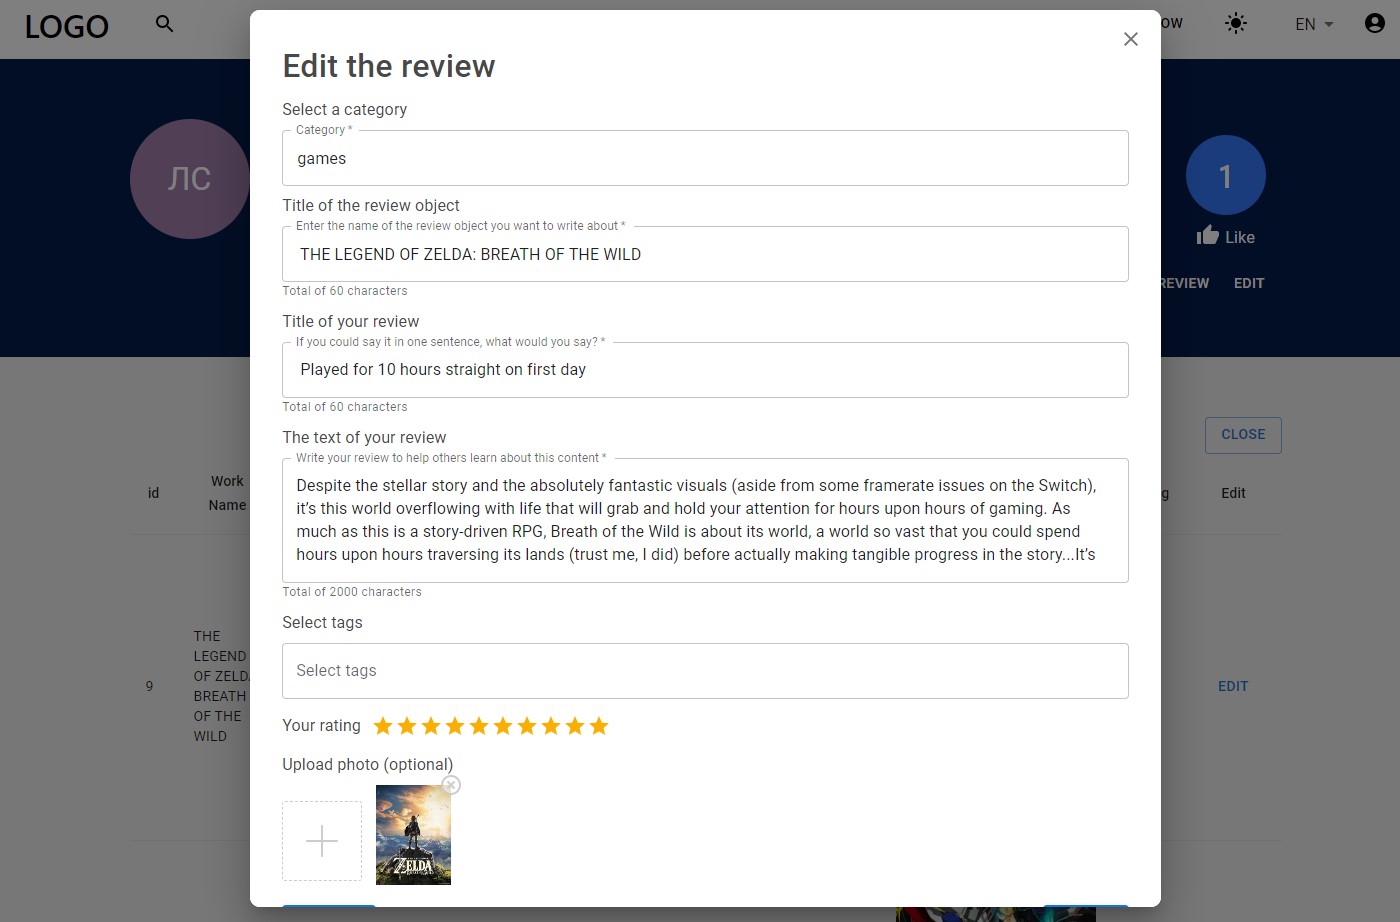 LOGO
OW
EN
Edit the review
Select a category
Category *
games
Title of the review object
Enter the name of the review object you want to write about *
THE LEGEND OF ZELDA: BREATH OF THE WILD
Total of 60 characters
Title of your review
If you could say it in one sentence, what would you say? *
Played for 10 hours straight on first day
Total of 60 characters
The text of your review
Write your review to help others learn about this content *
Despite the stellar story and the absolutely fantastic visuals (aside from some framerate issues on the Switch),
it’s this world overflowing with life that will grab and hold your attention for hours upon hours of gaming. As
much as this is a story-driven RPG, Breath of the Wild is about its world, a world so vast that you could spend
hours upon hours traversing its lands (trust me, I did) before actually making tangible progress in the story...It’s
Total of 2000 characters
Select tags
Select tags
Your rating
Upload photo (optional)
ZELDA
ЛС
1
Like
REVIEW
EDIT
CLOSE
id
Work
Name
g
Edit
9
THE
LEGEND
OF ZELD
BREATH
OF THE
WILD
EDIT